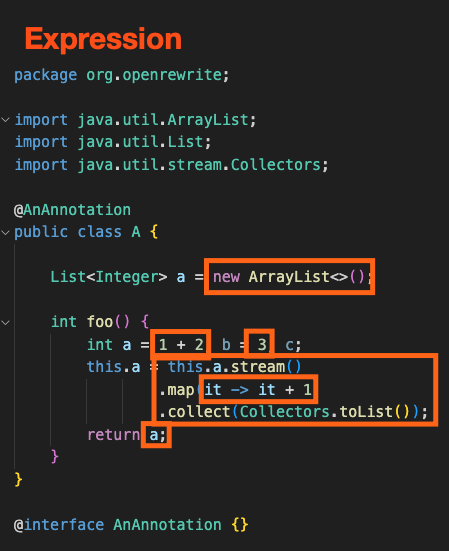 Expression
package org.openrewrite;
import java.util.ArrayList;
import java.util.List;
import java.util.stream.Collectors;
@AnAnnotation
public class A {
List<Integer> a = new ArrayList<>();
int foo() {
int a = 1 + 2  b = 3  c;
this.a = this.a.stream()
.map(it -> it + 1
.collect(Collectors.toList());
return a;
}
}
@interface AnAnnotation {}